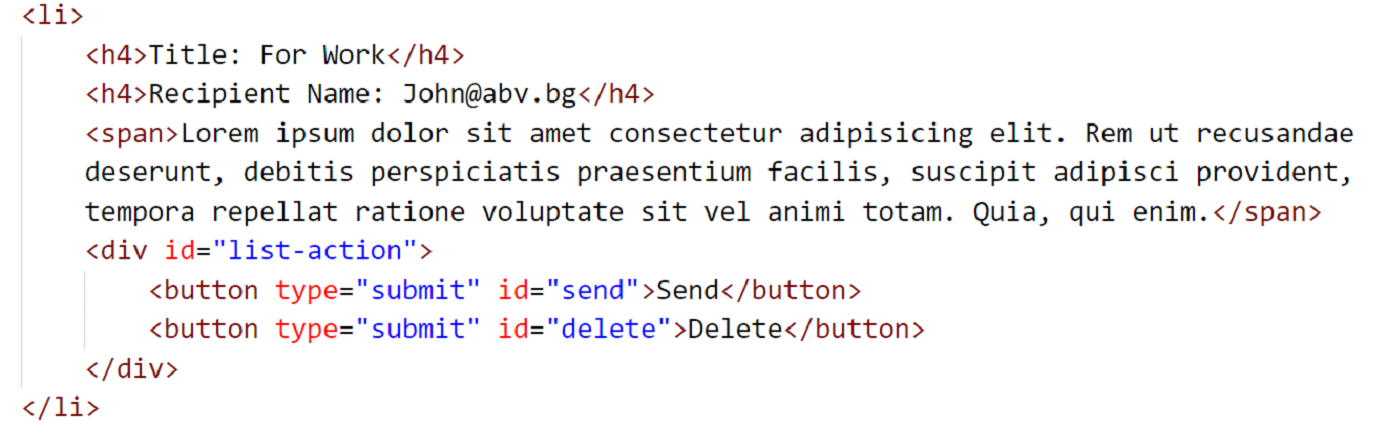 <li>
<h4>Title: For Work</h4>
<h4>Recipient Name: John@abv.bg</h4>
<span>Lorem ipsum dolor sit amet consectetur adipisicing elit. Rem ut recusandae
deserunt, debitis perspiciatis praesentium facilis, suscipit adipisci provident,
tempora repellat ratione voluptate sit vel animi totam. Quia, qui enim.</span>
<div id="list-action">
<button type="submit" id="send">Send</button>
<button type="submit" id="delete">Delete</button>
</div>
</li>